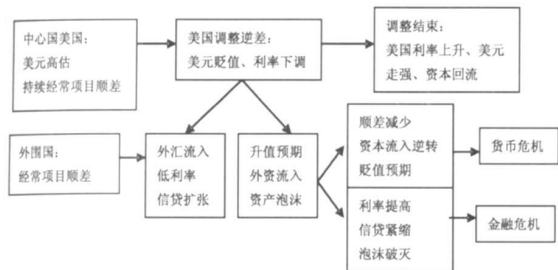 中心国美国：
美元高估
持续经常项目顺差
美国调整逆差：
美元贬值、利率下调
调整结束：
美国利率上升、美元
走强、资本回流
外围国：
经常项目顺差
外汇流入
低利率
信贷扩张
升值预期
外资流入
资产泡沫
顺差减少
资本流入逆转
贬值预期
货币危机
利率提高
信贷紧缩
泡沫破灭
金融危机